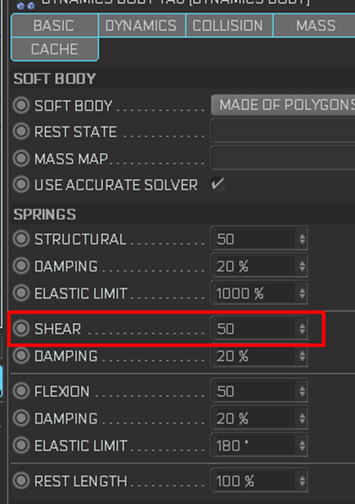 DYNAMICS BODY TAG [DYNAMICS BODY]
BASIC DYNAMICS COLLISION MASS
CACHE
SOFT BODY
SOFT BODY MADE OF POLYGONS
REST STATE
MASS MAP
USE ACCURATE SOLVER
SPRINGS
STRUCTURAL 50
DAMPING 20 %
ELASTIC LIMIT 1000 %
SHEAR 50
DAMPING 20 %
FLEXION 50
DAMPING 20 %
ELASTIC LIMIT 180 °
REST LENGTH 100 %